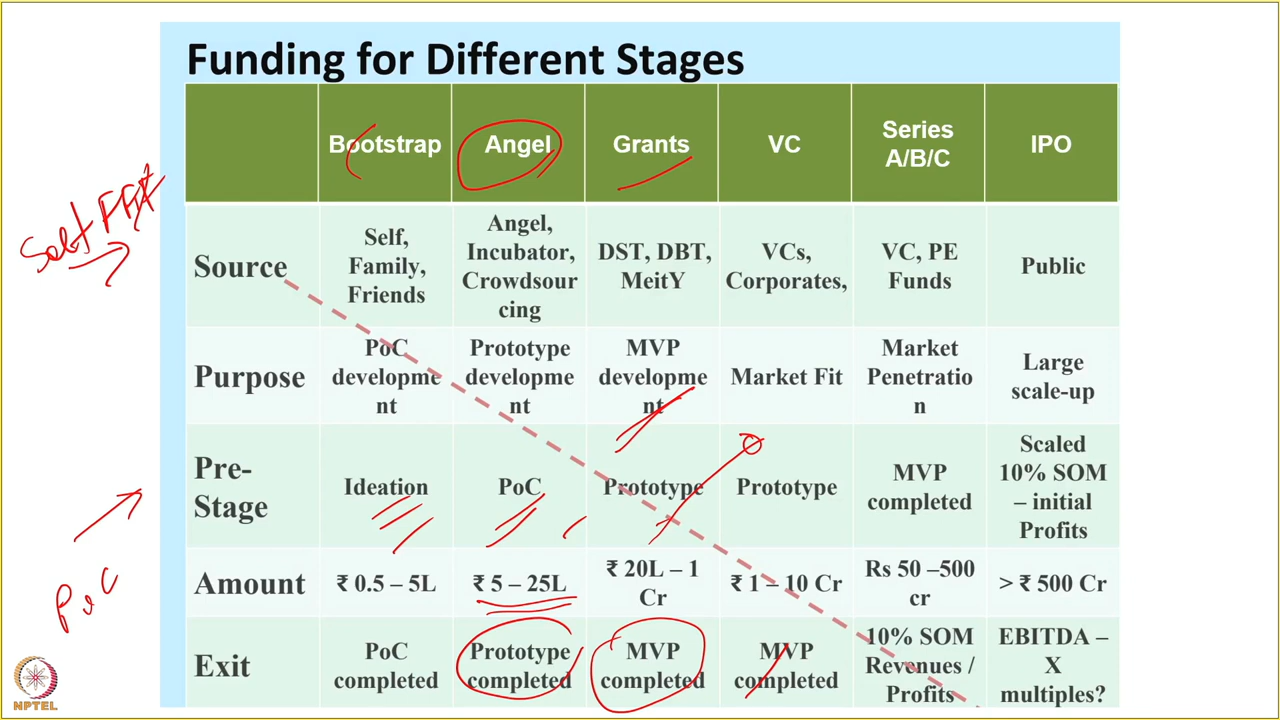 Funding for Different Stages
Bootstrap
Angel
Grants
VC
Series
A/B/C
IPO
Source
Self,
Family,
Friends
Angel,
Incubator,
Crowdsour
cing
DST, DBT,
MeitY
VCs,
Corporates,
VC, PE
Funds
Public
Purpose
PoC
developme
nt
Prototype
developme
nt
MVP
developme
nt
Market Fit
Market
Penetratio
n
Large
scale-up
Pre-
Stage
Ideation
PoC
Prototype
Prototype
MVP
completed
Scaled
10% SOM
– initial
Profits
Amount
₹ 0.5 – 5L
₹ 5 – 25L
₹ 20L – 1
Cr
₹ 1 – 10 Cr
Rs 50 –500
cr
> ₹ 500 Cr
Exit
PoC
completed
Prototype
completed
MVP
completed
MVP
completed
10% SOM
Revenues /
Profits
EBITDA –
X
multiples?
PoC
NPTEL